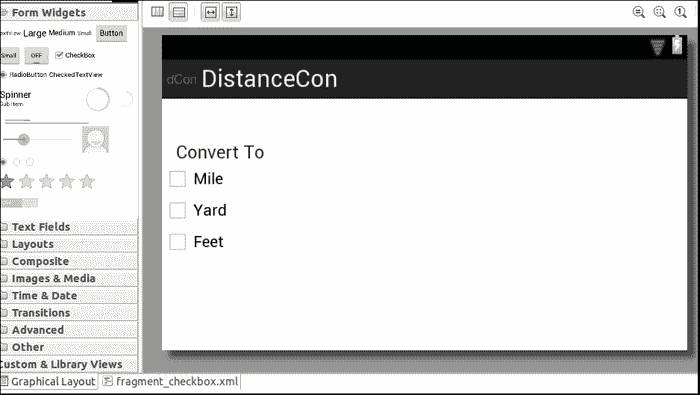 Form Widgets
TextView Large Medium Small Button
Small OFF CheckBox
RadioButton CheckedTextView
Spinner
Sub Item
Text Fields
Layouts
Composite
Images & Media
Time & Date
Transitions
Advanced
Other
Custom & Library Views
Graphical Layout fragment_checkbox.xml
dCon DistanceCon
Convert To
Mile
Yard
Feet